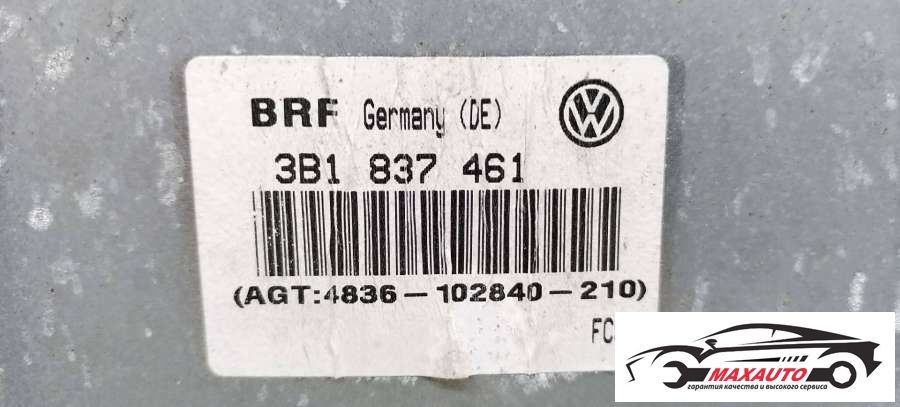 BRF Germany (DE)
3B1 837 461
(AGT:4836-102840-210)
FC
MAXAUTO
гарантия качества и высокого сервиса